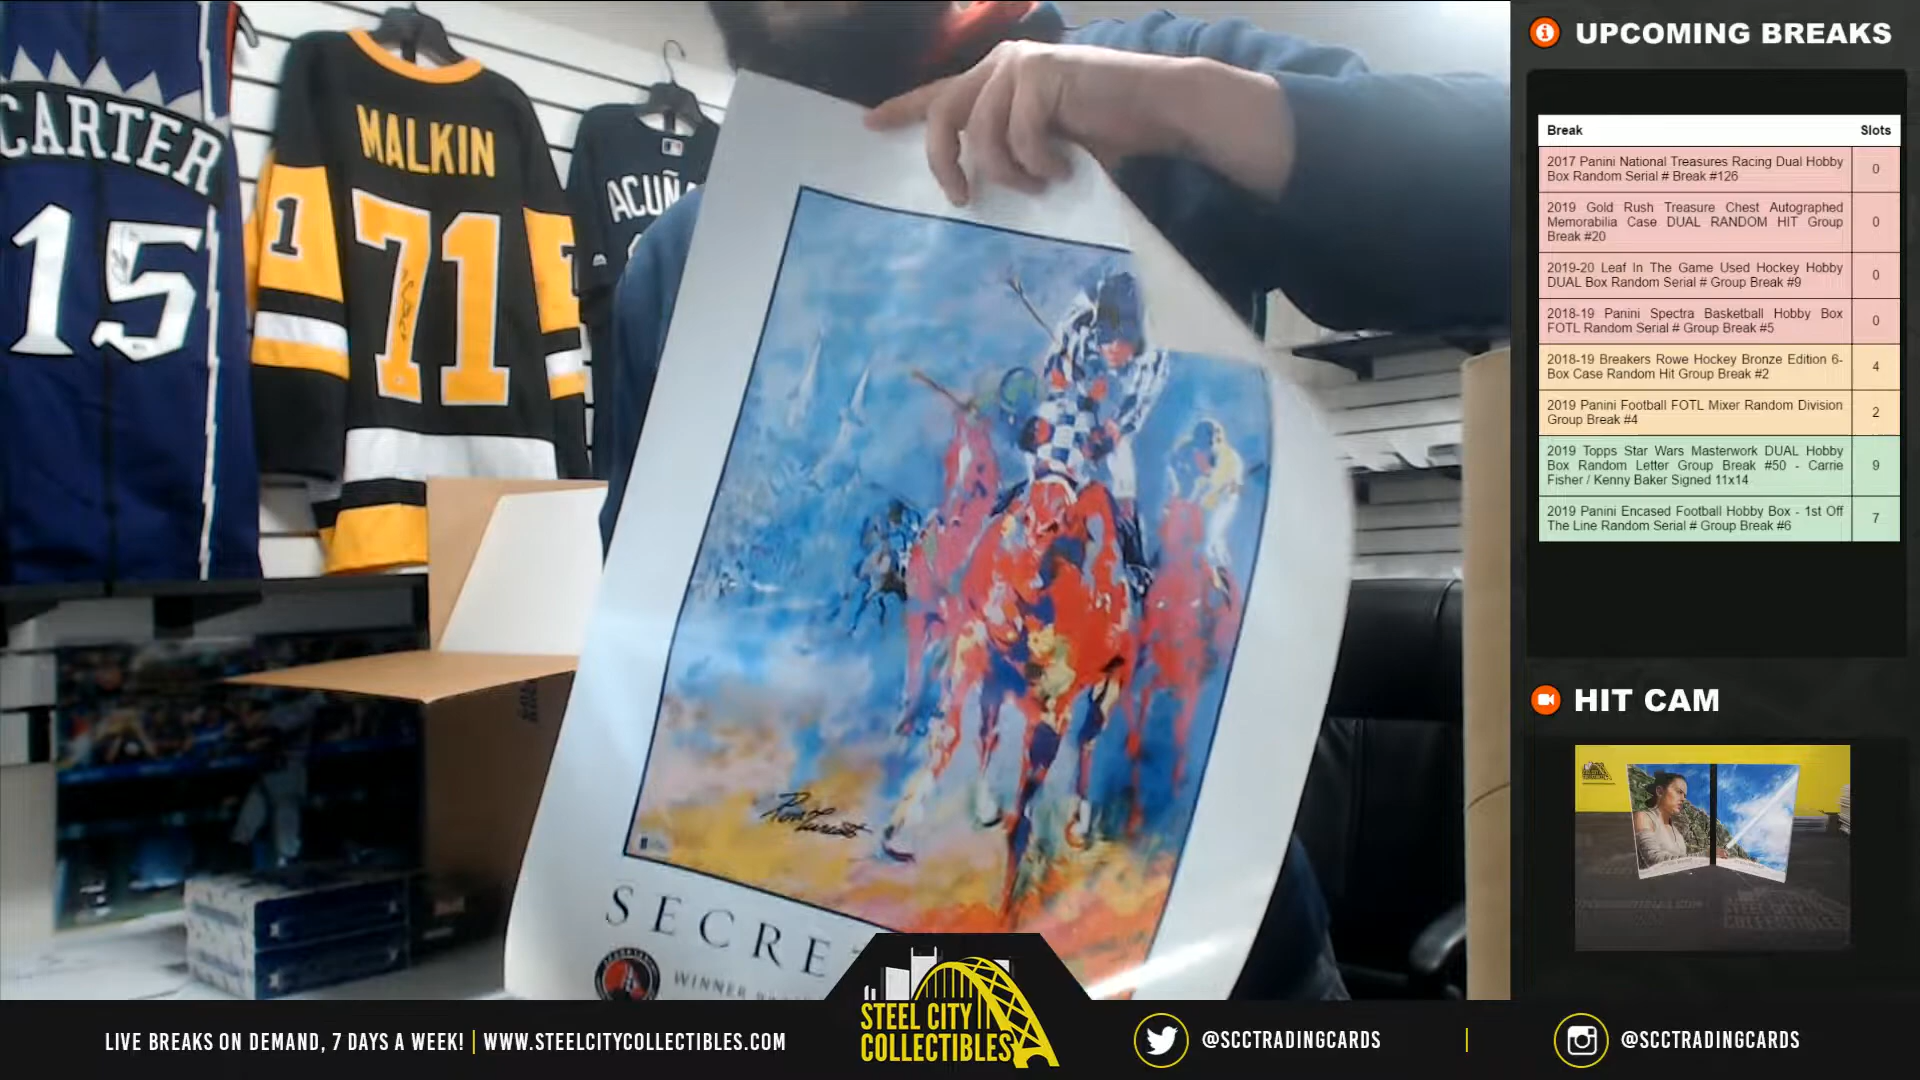 CARTER
15
MALKIN
1
71
ACUÑA
Ron Turcotte
SECRE
WINNER
UPCOMING BREAKS
Break Slots
2017 Panini National Treasures Racing Dual Hobby
Box Random Serial # Break #126
0
2019 Gold Rush Treasure Chest Autographed
Memorabilia Case DUAL RANDOM HIT Group
Break #20
0
2019-20 Leaf In The Game Used Hockey Hobby
DUAL Box Random Serial # Group Break #9
0
2018-19 Panini Spectra Basketball Hobby Box
FOTL Random Serial # Group Break #5
0
2018-19 Breakers Rowe Hockey Bronze Edition 6-
Box Case Random Hit Group Break #2
4
2019 Panini Football FOTL Mixer Random Division
Group Break #4
2
2019 Topps Star Wars Masterwork DUAL Hobby
Box Random Letter Group Break #50 - Carrie
Fisher / Kenny Baker Signed 11x14
9
2019 Panini Encased Football Hobby Box - 1st Off
The Line Random Serial # Group Break #6
7
HIT CAM
STEEL CITY
COLLECTIBLES
LIVE BREAKS ON DEMAND, 7 DAYS A WEEK! | WWW.STEELCITYCOLLECTIBLES.COM
STEEL CITY
COLLECTIBLES
@SCCTRADINGCARDS | @SCCTRADINGCARDS